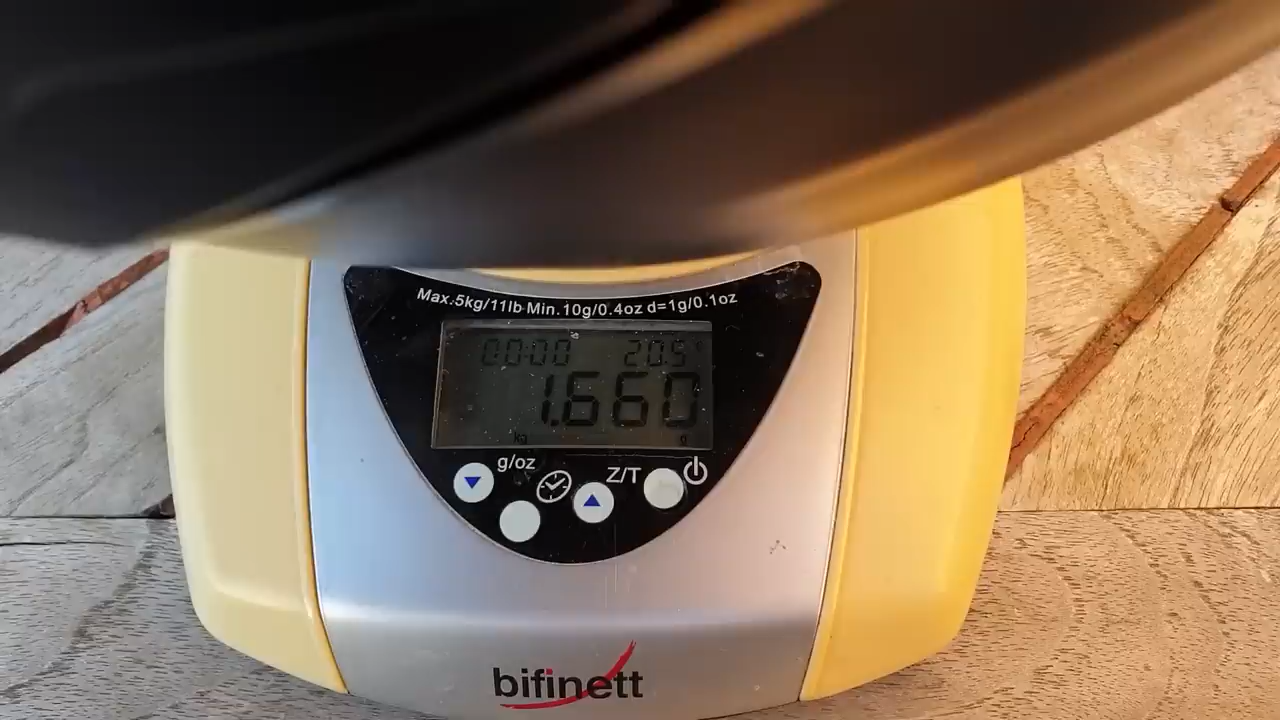 Max.5kg/11lb Min.10g/0.4oz d=1g/0.1oz
00:00 20.5°
1.660
kg g
g/oz Z/T
bifinett